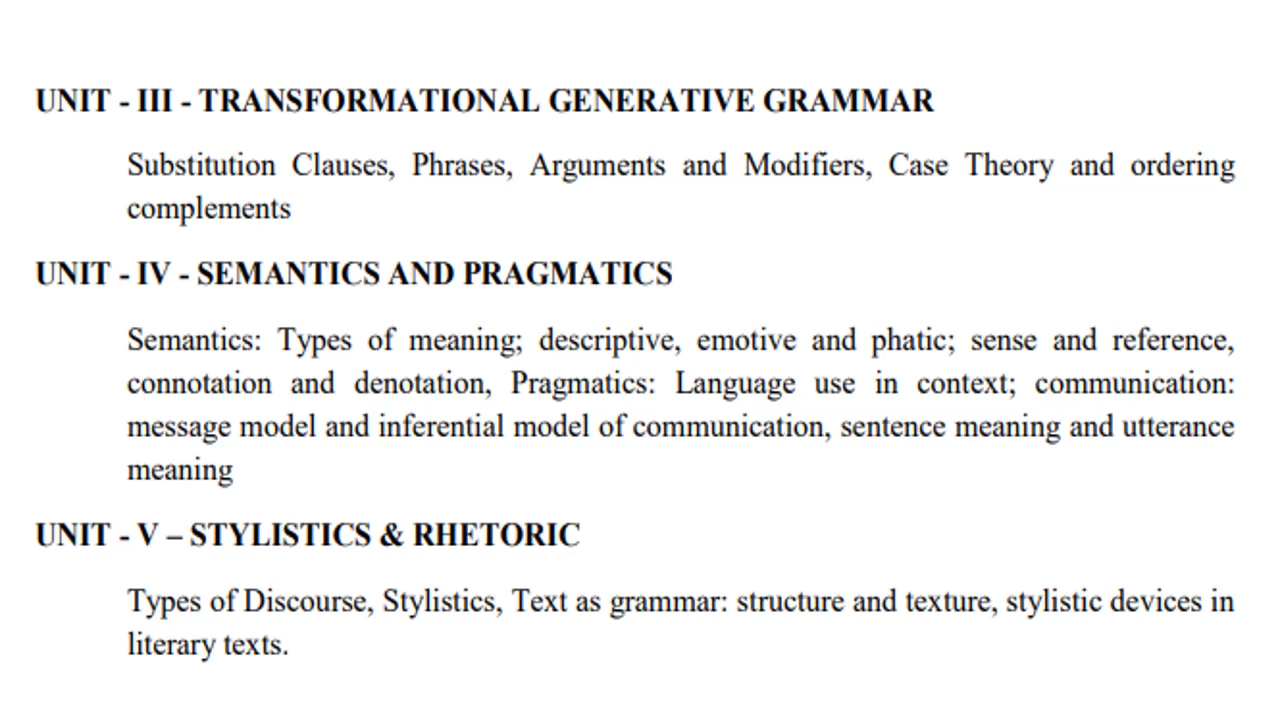 UNIT - III - TRANSFORMATIONAL GENERATIVE GRAMMAR
Substitution Clauses, Phrases, Arguments and Modifiers, Case Theory and ordering
complements
UNIT - IV - SEMANTICS AND PRAGMATICS
Semantics: Types of meaning; descriptive, emotive and phatic; sense and reference,
connotation and denotation, Pragmatics: Language use in context; communication:
message model and inferential model of communication, sentence meaning and utterance
meaning
UNIT - V – STYLISTICS & RHETORIC
Types of Discourse, Stylistics, Text as grammar: structure and texture, stylistic devices in
literary texts.